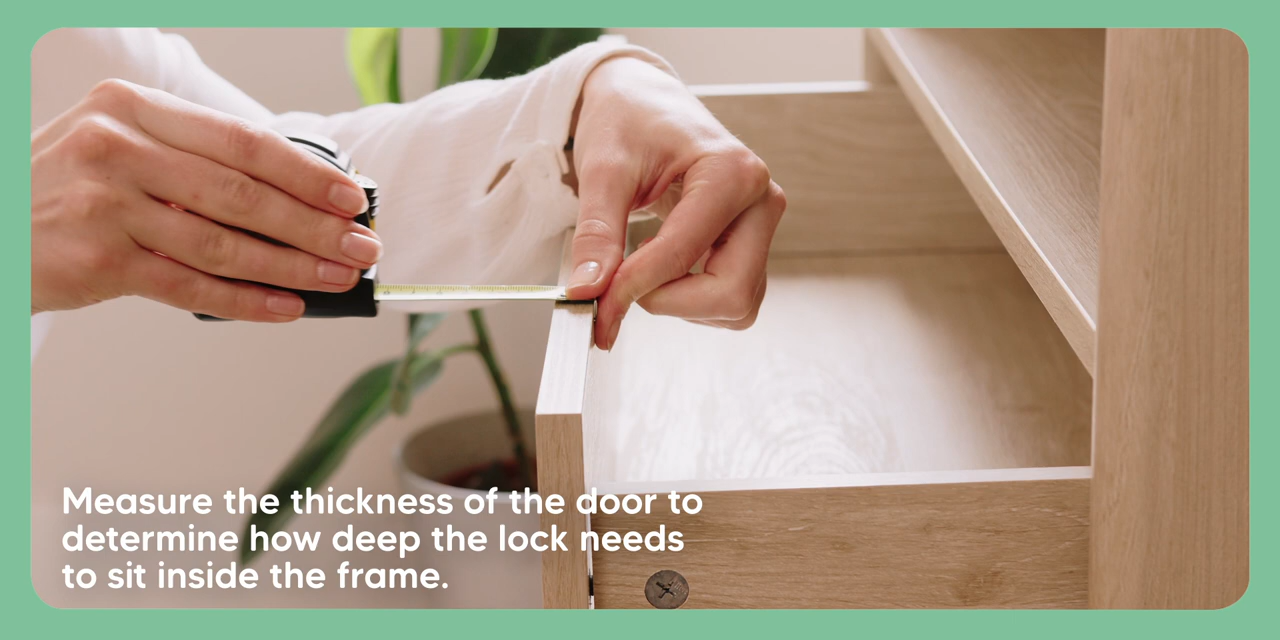 Measure the thickness of the door to
determine how deep the lock needs
to sit inside the frame.